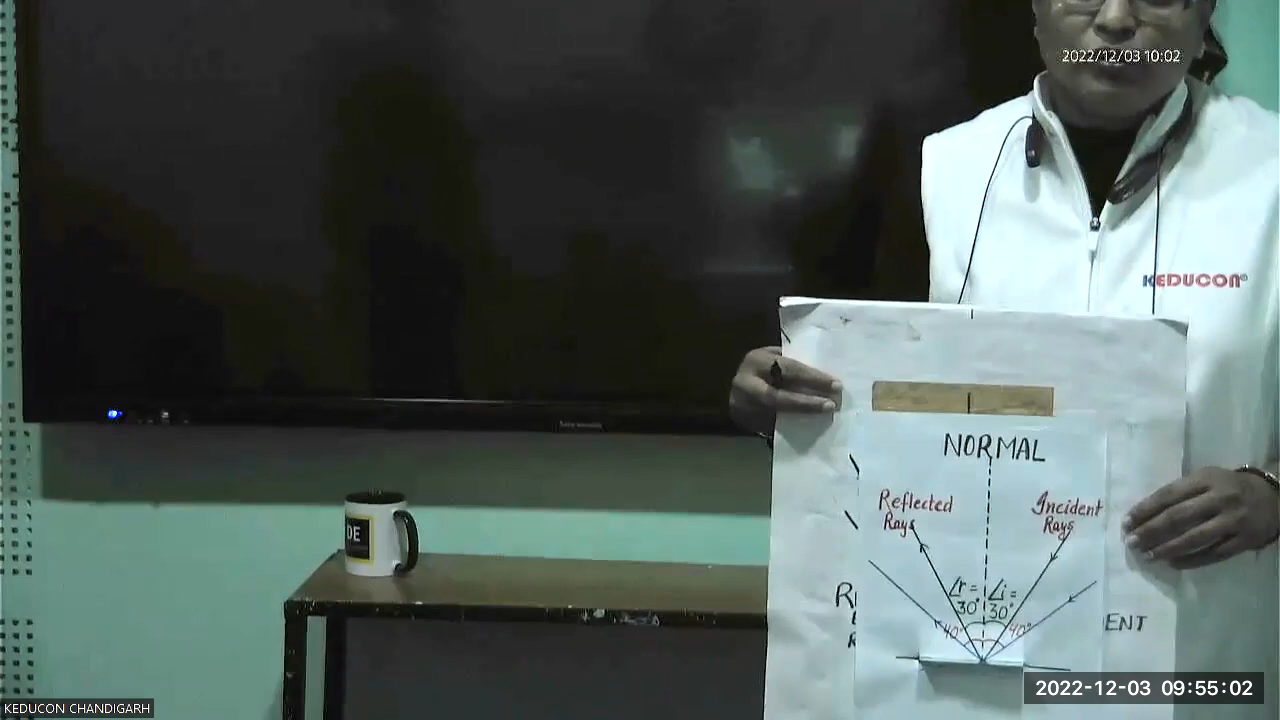 2022/12/03 10:02
KEDUCON®
NORMAL
Reflected
Rays
Incident
Rays
∠r =
30°
∠i =
30°
40°
40°
ENT
DE
2022-12-03 09:55:02
KEDUCON CHANDIGARH